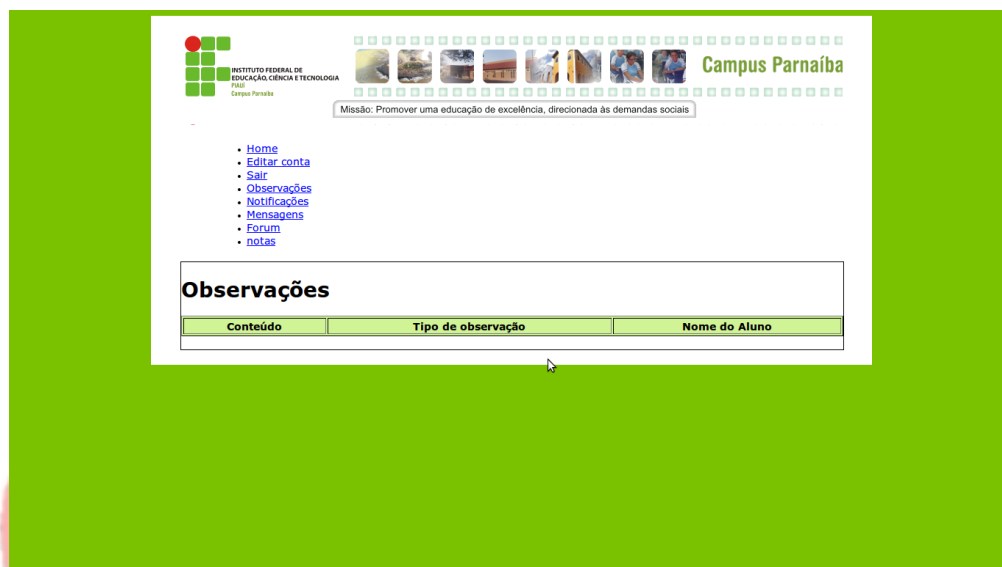 INSTITUTO FEDERAL DE
EDUCAÇÃO, CIÊNCIA E TECNOLOGIA
PIAUÍ
Campus Parnaíba
Campus Parnaíba
Missão: Promover uma educação de excelência, direcionada às demandas sociais
Home
Editar conta
Sair
Observações
Notificações
Mensagens
Forum
notas
Observações
Conteúdo Tipo de observação Nome do Aluno